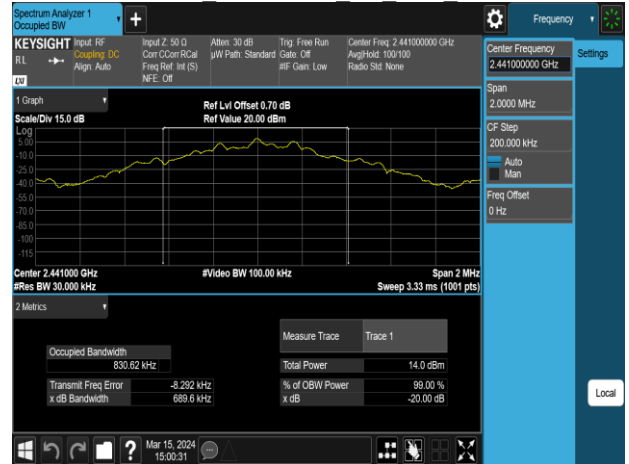 Spectrum Analyzer 1
Occupied BW
Frequency
KEYSIGHT
RL
LXI
Input: RF
Coupling: DC
Align: Auto
Input Z: 50 Ω
Corr CCorr RCal
Freq Ref: Int (S)
NFE: Off
Atten: 30 dB
µW Path: Standard
Trig: Free Run
Gate: Off
#IF Gain: Low
Center Freq: 2.441000000 GHz
Avg|Hold: 100/100
Radio Std: None
1 Graph
Scale/Div 15.0 dB
Ref Lvl Offset 0.70 dB
Ref Value 20.00 dBm
Log
5.00
-10.0
-25.0
-40.0
-55.0
-70.0
-85.0
-100
-115
Center 2.441000 GHz
#Res BW 30.000 kHz
#Video BW 100.00 kHz
Span 2 MHz
Sweep 3.33 ms (1001 pts)
2 Metrics
Occupied Bandwidth
830.62 kHz
Transmit Freq Error -8.292 kHz
x dB Bandwidth 689.6 kHz
Measure Trace Trace 1
Total Power 14.0 dBm
% of OBW Power 99.00 %
x dB -20.00 dB
Center Frequency
2.441000000 GHz
Span
2.0000 MHz
CF Step
200.000 kHz
Auto
Man
Freq Offset
0 Hz
Settings
Local
?
Mar 15, 2024
15:00:31